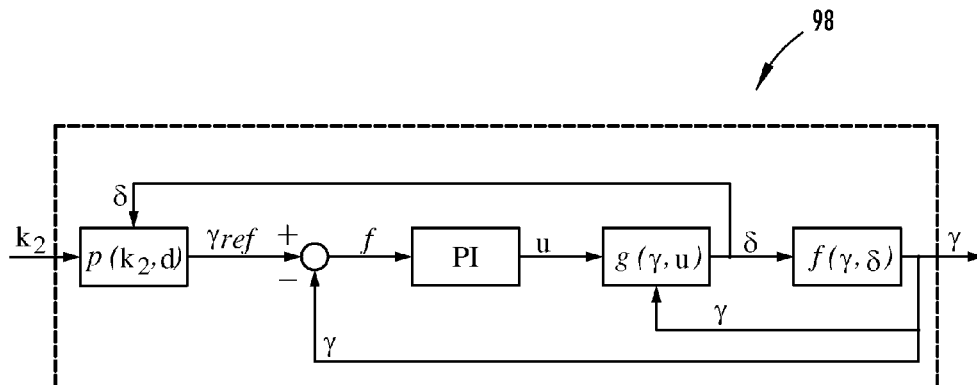 98
δ
k2 p(k2,d) γref + − f PI u g(γ,u) δ f(γ,δ) γ
γ
γ